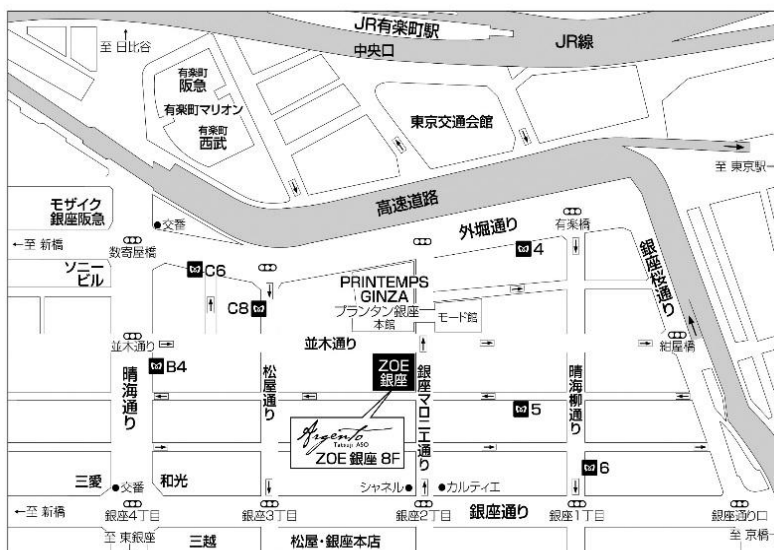 JR有楽町駅
中央口
JR線
至 日比谷
有楽町
阪急
有楽町マリオン
有楽町
西武
東京交通会館
至 東京駅
高速道路
モザイク
銀座阪急
交番
外堀通り
有楽橋
←至 新橋
数寄屋橋
4
銀座桜通り
ソニー
ビル
C6
C8
PRINTEMPS
GINZA
プランタン銀座
本館
モード館
並木通り
並木通り
紺屋橋
B4
ZOE
銀座
晴海通り
松屋通り
銀座マロニエ通り
晴海柳通り
5
Argento
Tatsuji ASO
ZOE 銀座 8F
6
三愛
交番
和光
シャネル
カルティエ
←至 新橋
銀座4丁目
銀座3丁目
銀座2丁目
銀座通り
銀座1丁目
銀座通り口
至 東銀座
三越
松屋・銀座本店
至 京橋